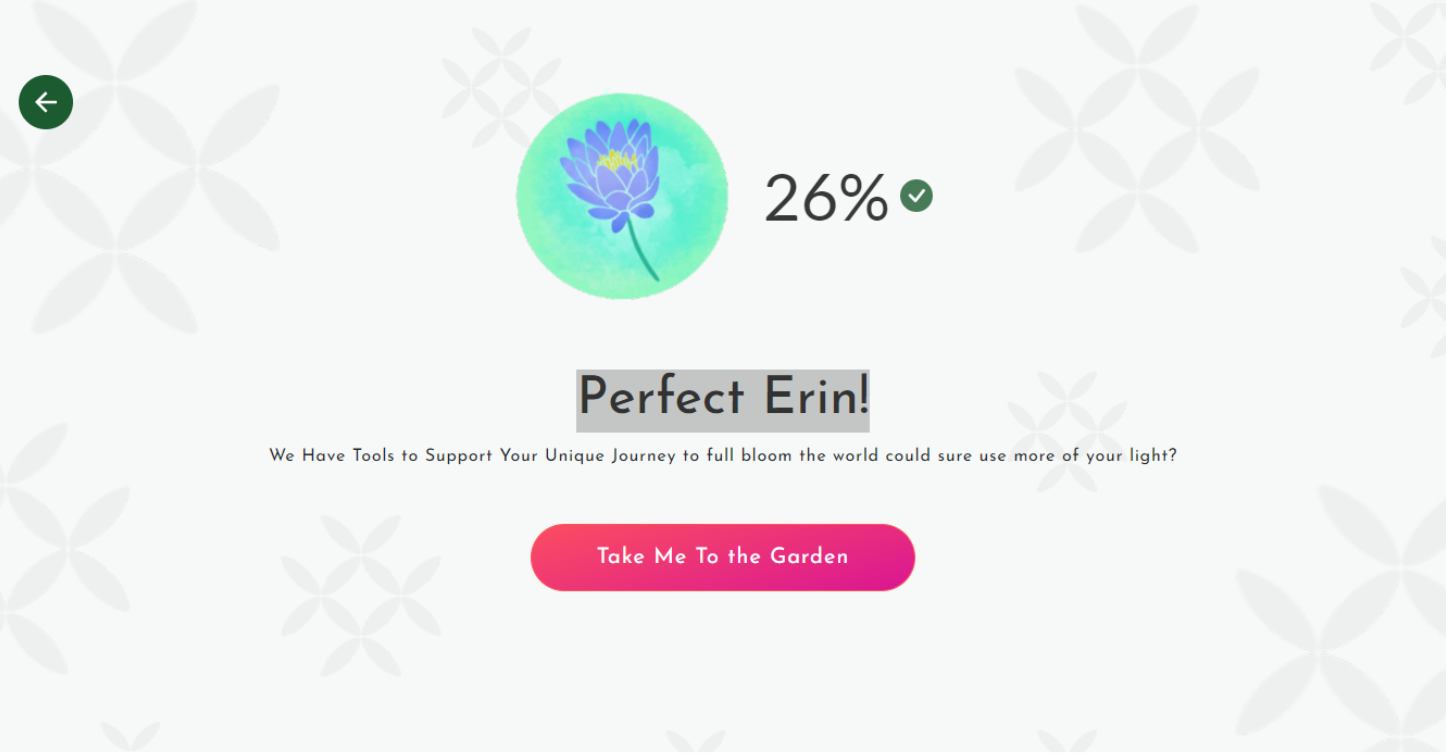 26%
Perfect Erin!
We Have Tools to Support Your Unique Journey to full bloom the world could sure use more of your light?
Take Me To the Garden